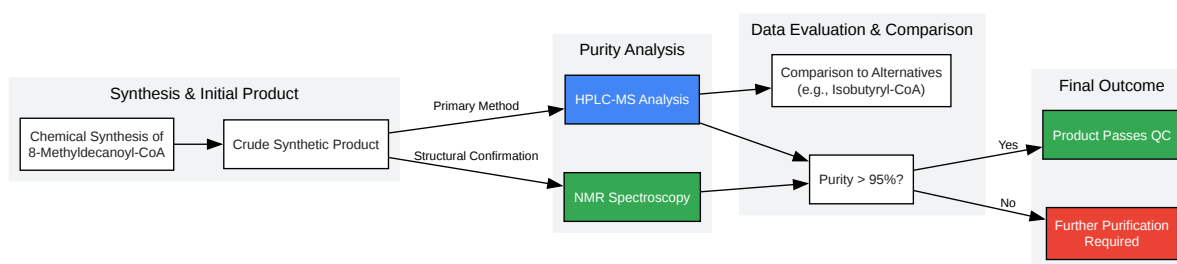 Synthesis & Initial Product
Chemical Synthesis of
8-Methyldecanoyl-CoA
Crude Synthetic Product
Primary Method
Structural Confirmation
Purity Analysis
HPLC-MS Analysis
NMR Spectroscopy
Data Evaluation & Comparison
Comparison to Alternatives
(e.g., Isobutyryl-CoA)
Purity > 95%?
Yes
No
Final Outcome
Product Passes QC
Further Purification
Required